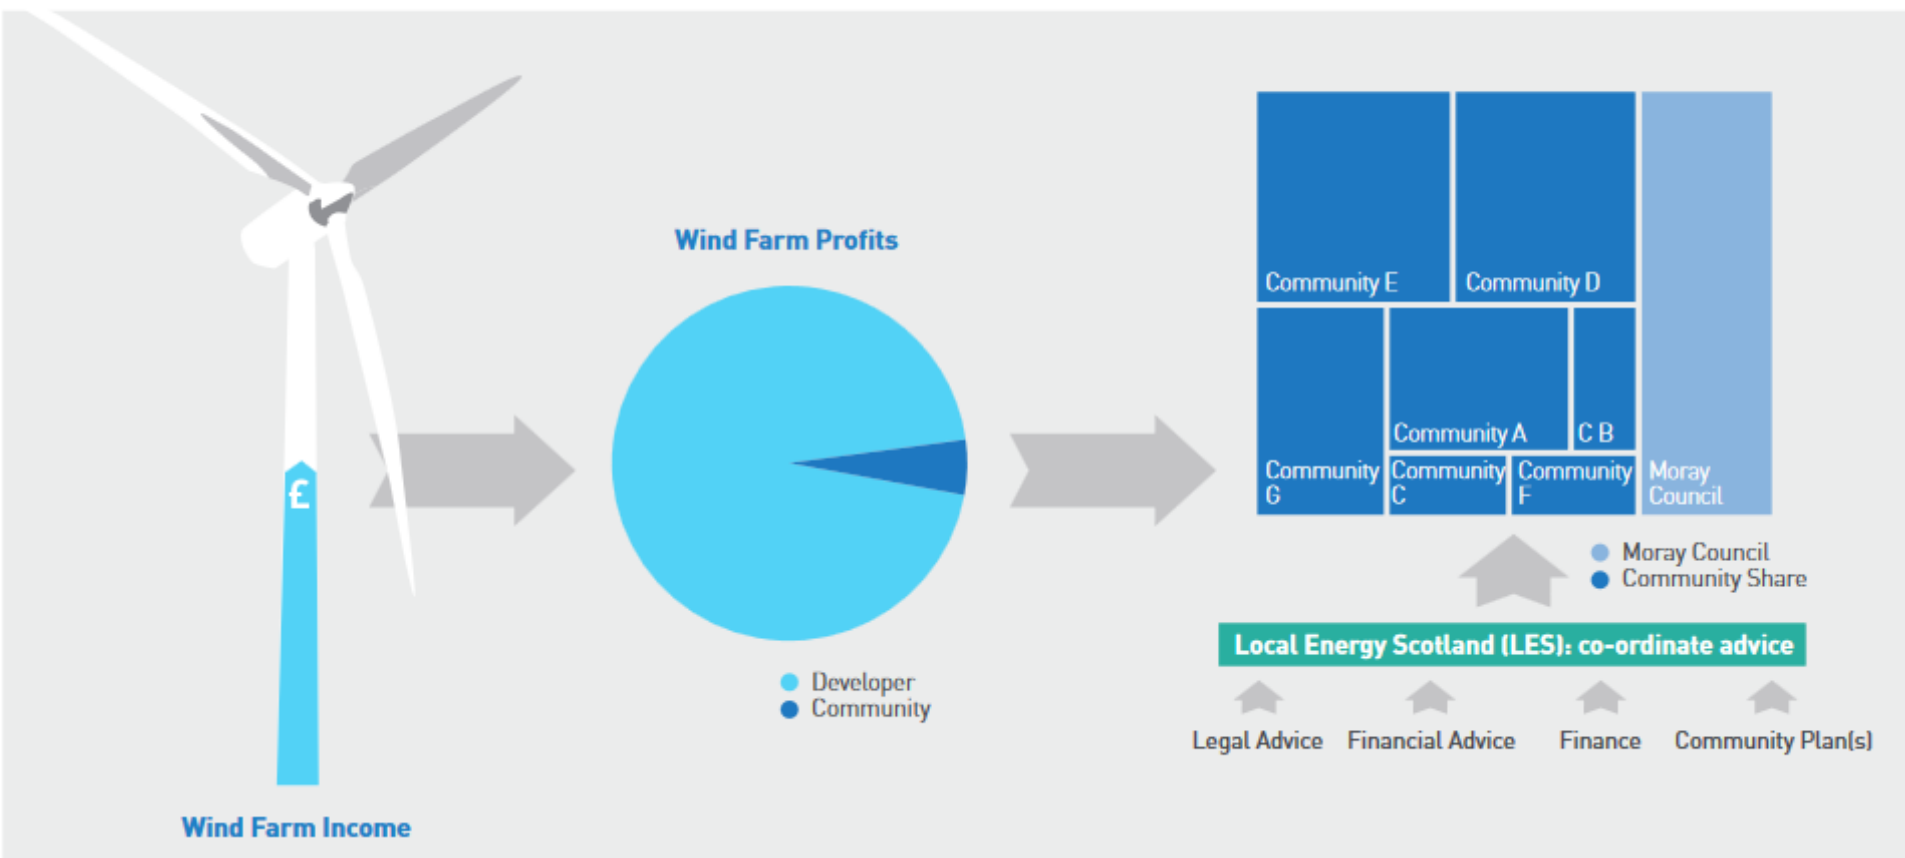 £
Wind Farm Income
Wind Farm Profits
Developer
Community
Community E
Community D
Community
G
Community A
C B
Community
C
Community
F
Moray
Council
Moray Council
Community Share
Local Energy Scotland (LES): co-ordinate advice
Legal Advice
Financial Advice
Finance
Community Plan(s)